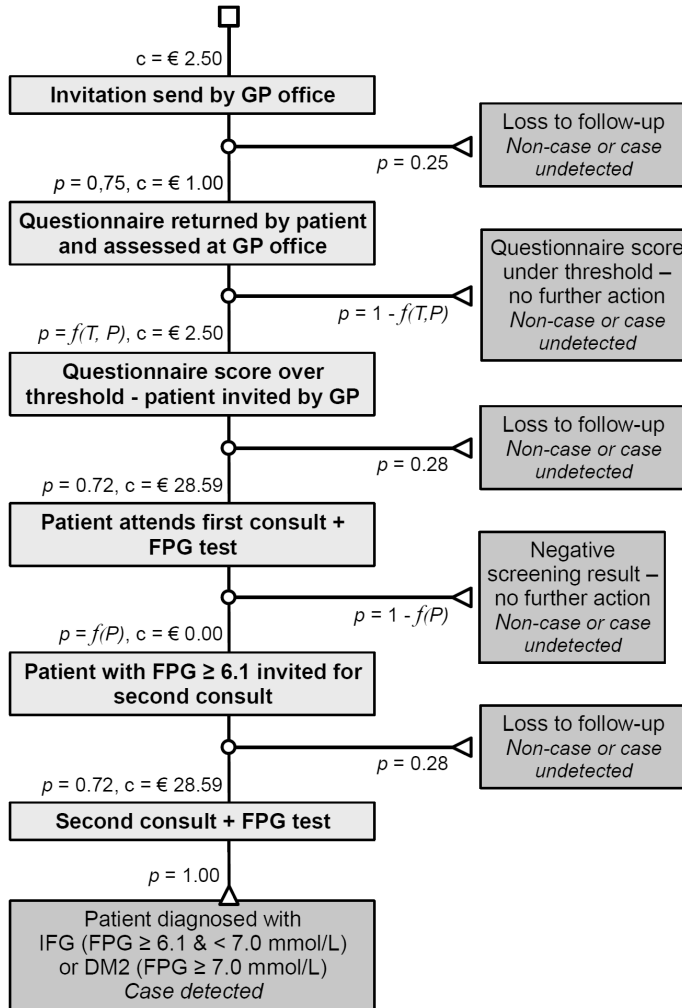 c = € 2.50
Invitation send by GP office
Loss to follow-up
Non-case or case
undetected
p = 0.25
p = 0,75, c = € 1.00
Questionnaire returned by patient
and assessed at GP office
Questionnaire score
under threshold –
no further action
Non-case or case
undetected
p = 1 - f(T,P)
p = f(T, P), c = € 2.50
Questionnaire score over
threshold - patient invited by GP
Loss to follow-up
Non-case or case
undetected
p = 0.28
p = 0.72, c = € 28.59
Patient attends first consult +
FPG test
Negative
screening result –
no further action
Non-case or case
undetected
p = 1 - f(P)
p = f(P), c = € 0.00
Patient with FPG ≥ 6.1 invited for
second consult
Loss to follow-up
Non-case or case
undetected
p = 0.28
p = 0.72, c = € 28.59
Second consult + FPG test
p = 1.00
Patient diagnosed with
IFG (FPG ≥ 6.1 & < 7.0 mmol/L)
or DM2 (FPG ≥ 7.0 mmol/L)
Case detected